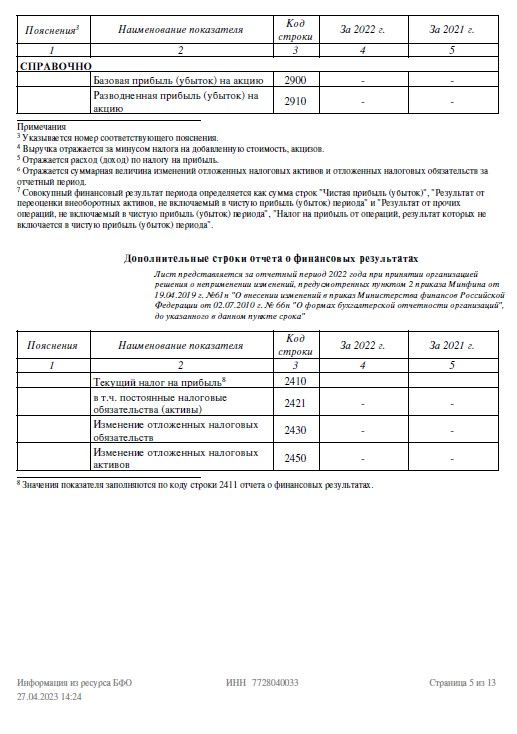 Пояснения³ Наименование показателя Код строки За 2022 г. За 2021 г.
1 2 3 4 5
СПРАВОЧНО
Базовая прибыль (убыток) на акцию 2900 - -
Разводненная прибыль (убыток) на
акцию 2910 - -
Примечания
³ Указывается номер соответствующего пояснения.
⁴ Выручка отражается за минусом налога на добавленную стоимость, акцизов.
⁵ Отражается расход (доход) по налогу на прибыль.
⁶ Отражается суммарная величина изменений отложенных налоговых активов и отложенных налоговых обязательств за
отчетный период.
⁷ Совокупный финансовый результат периода определяется как сумма строк "Чистая прибыль (убыток)", "Результат от
переоценки внеоборотных активов, не включаемый в чистую прибыль (убыток) периода" и "Результат от прочих
операций, не включаемый в чистую прибыль (убыток) периода", "Налог на прибыль от операций, результат которых не
включается в чистую прибыль (убыток) периода".
Дополнительные строки отчета о финансовых результатах
Лист представляется за отчетный период 2022 года при принятии организацией
решения о неприменении изменений, предусмотренных пунктом 2 приказа Минфина от
19.04.2019 г. №61н "О внесении изменений в приказ Министерства финансов Российской
Федерации от 02.07.2010 г. № 66н "О формах бухгалтерской отчетности организаций",
до указанного в данном пункте срока"
Пояснения Наименование показателя Код строки За 2022 г. За 2021 г.
1 2 3 4 5
Текущий налог на прибыль⁸ 2410
в т.ч. постоянные налоговые
обязательства (активы) 2421 - -
Изменение отложенных налоговых
обязательств 2430 - -
Изменение отложенных налоговых
активов 2450 - -
⁸ Значения показателя заполняются по коду строки 2411 отчета о финансовых результатах.
Информация из ресурса БФО ИНН 7728040033 Страница 5 из 13
27.04.2023 14:24